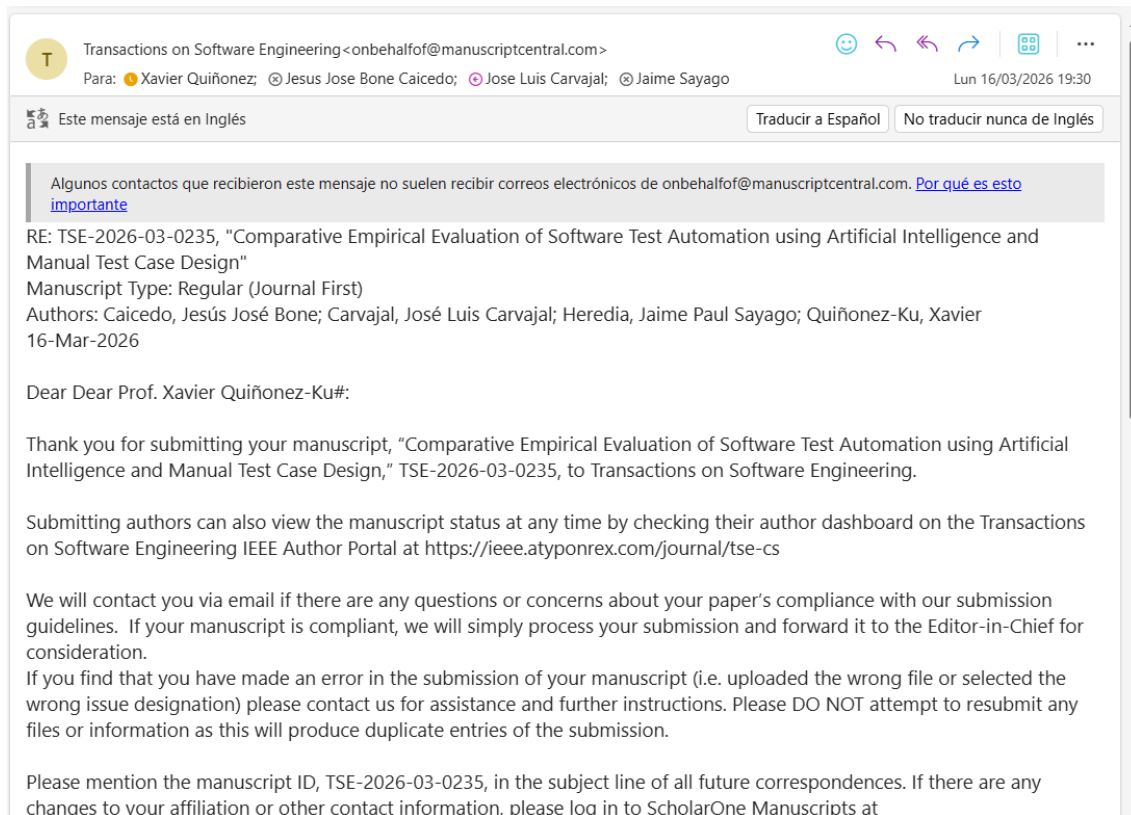 T
Transactions on Software Engineering<onbehalfof@manuscriptcentral.com>
Para: Xavier Quiñonez; Jesus Jose Bone Caicedo; Jose Luis Carvajal; Jaime Sayago
Lun 16/03/2026 19:30
Este mensaje está en Inglés
Traducir a Español
No traducir nunca de Inglés
Algunos contactos que recibieron este mensaje no suelen recibir correos electrónicos de onbehalfof@manuscriptcentral.com. Por qué es esto
importante
RE: TSE-2026-03-0235, "Comparative Empirical Evaluation of Software Test Automation using Artificial Intelligence and
Manual Test Case Design"
Manuscript Type: Regular (Journal First)
Authors: Caicedo, Jesús José Bone; Carvajal, José Luis Carvajal; Heredia, Jaime Paul Sayago; Quiñonez-Ku, Xavier
16-Mar-2026
Dear Dear Prof. Xavier Quiñonez-Ku#:
Thank you for submitting your manuscript, “Comparative Empirical Evaluation of Software Test Automation using Artificial
Intelligence and Manual Test Case Design,” TSE-2026-03-0235, to Transactions on Software Engineering.
Submitting authors can also view the manuscript status at any time by checking their author dashboard on the Transactions
on Software Engineering IEEE Author Portal at https://ieee.atyponrex.com/journal/tse-cs
We will contact you via email if there are any questions or concerns about your paper’s compliance with our submission
guidelines.  If your manuscript is compliant, we will simply process your submission and forward it to the Editor-in-Chief for
consideration.
If you find that you have made an error in the submission of your manuscript (i.e. uploaded the wrong file or selected the
wrong issue designation) please contact us for assistance and further instructions. Please DO NOT attempt to resubmit any
files or information as this will produce duplicate entries of the submission.
Please mention the manuscript ID, TSE-2026-03-0235, in the subject line of all future correspondences. If there are any
changes to your affiliation or other contact information, please log in to ScholarOne Manuscripts at